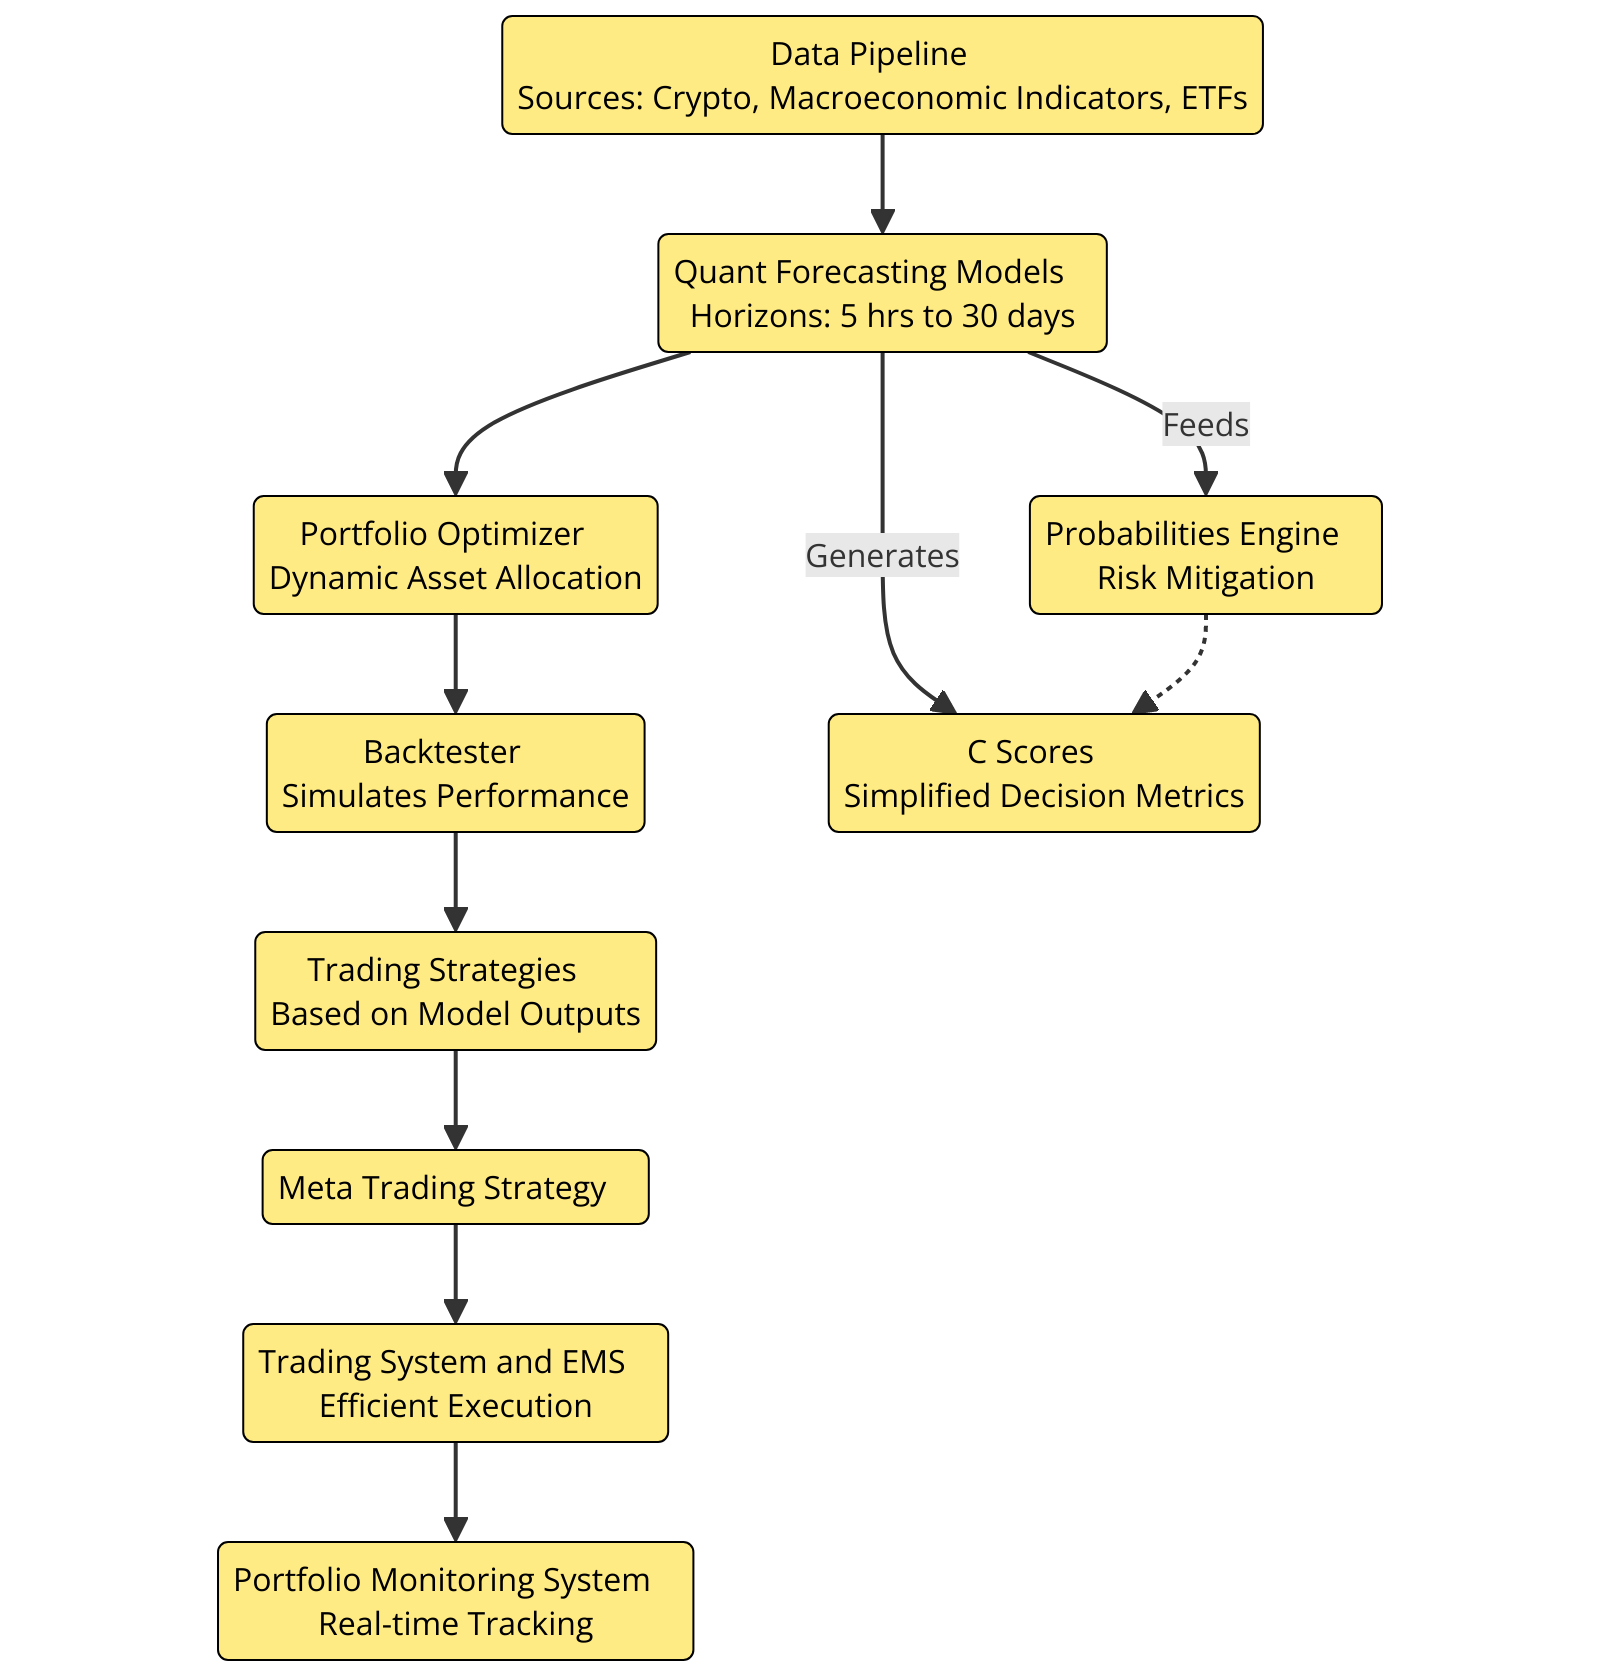 Data Pipeline
Sources: Crypto, Macroeconomic Indicators, ETFs
Quant Forecasting Models
Horizons: 5 hrs to 30 days
Feeds
Portfolio Optimizer
Dynamic Asset Allocation
Generates
Probabilities Engine
Risk Mitigation
Backtester
Simulates Performance
C Scores
Simplified Decision Metrics
Trading Strategies
Based on Model Outputs
Meta Trading Strategy
Trading System and EMS
Efficient Execution
Portfolio Monitoring System
Real-time Tracking